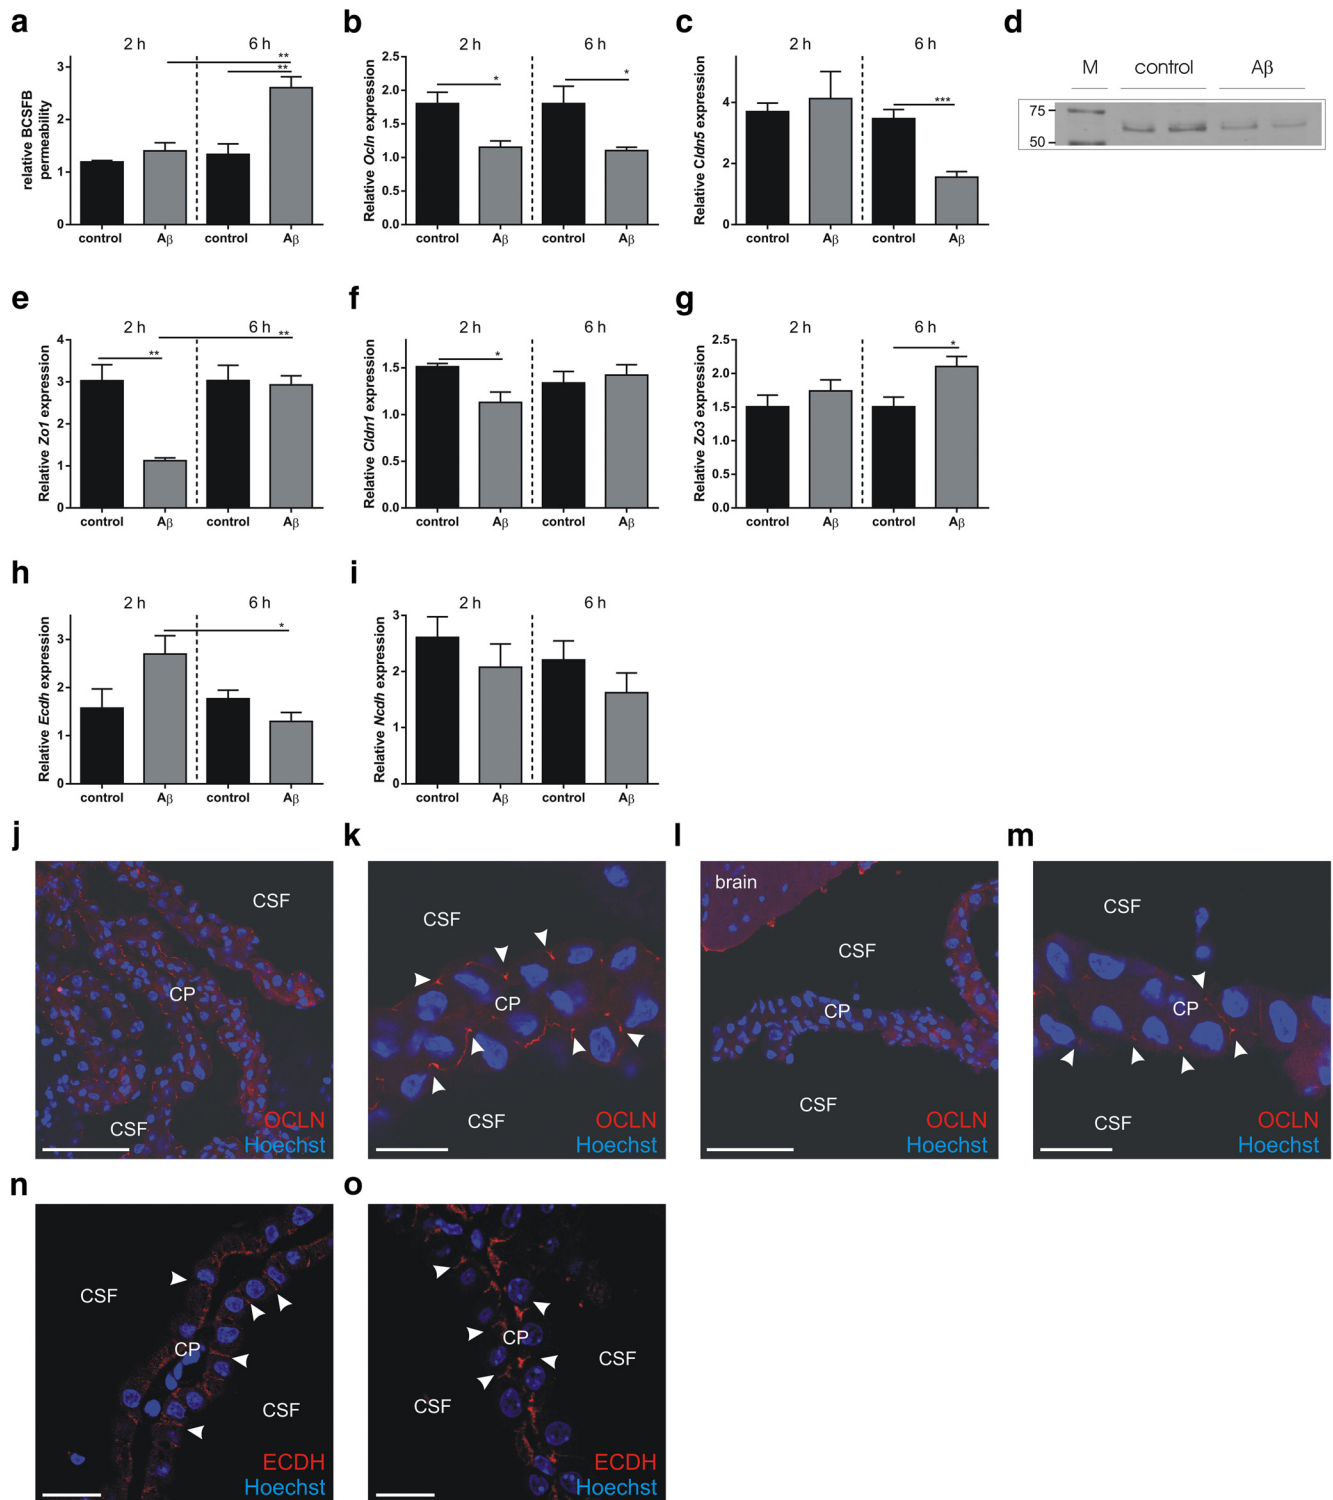 a
2 h 6 h
**
**
relative BCSFB
permeability
3
2
1
0
control Aβ control Aβ
b
2 h 6 h
* *
Relative Ocln expression
2.5
2.0
1.5
1.0
0.5
0.0
control Aβ control Aβ
c
2 h 6 h
***
Relative Cldn5 expression
4
2
0
control Aβ control Aβ
d
M control Aβ
75
50
e
2 h 6 h
** **
Relative Zo1 expression
4
3
2
1
0
control Aβ control Aβ
f
2 h 6 h
*
Relative Cldn1 expression
1.5
1.0
0.5
0.0
control Aβ control Aβ
g
2 h 6 h
*
Relative Zo3 expression
2.5
2.0
1.5
1.0
0.5
0.0
control Aβ control Aβ
h
2 h 6 h
*
Relative Ecdh expression
3
2
1
0
control Aβ control Aβ
i
2 h 6 h
Relative Ncdh expression
3
2
1
0
control Aβ control Aβ
j
CSF
CP
CSF
OCLN
Hoechst
k
CSF
CP
CSF
OCLN
Hoechst
l
brain
CSF
CP
CSF
OCLN
Hoechst
m
CSF
CP
CSF
OCLN
Hoechst
n
CSF
CP
CSF
ECDH
Hoechst
o
CP
CSF
CSF
ECDH
Hoechst